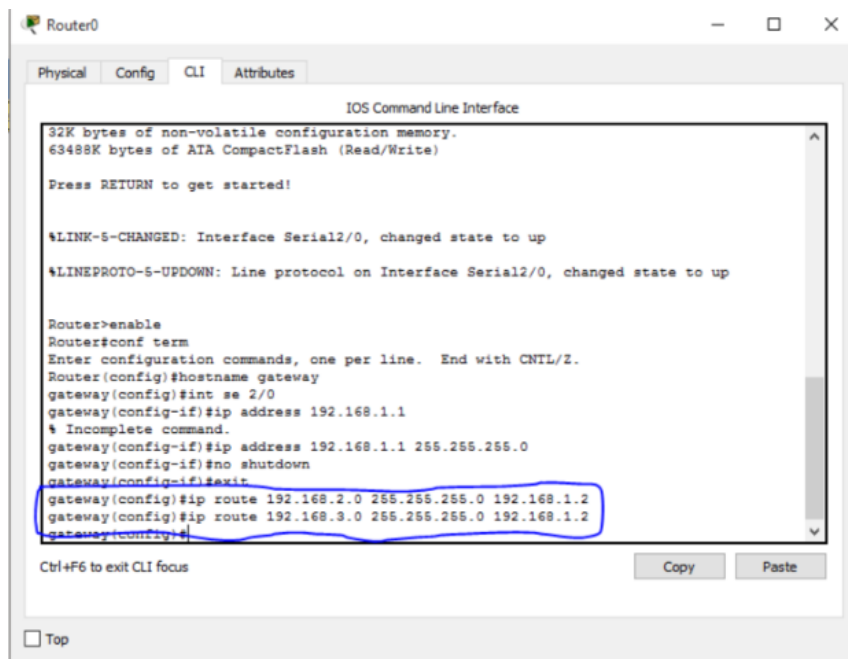 Router0
Physical Config CLI Attributes
IOS Command Line Interface
32K bytes of non-volatile configuration memory.
63488K bytes of ATA CompactFlash (Read/Write)
Press RETURN to get started!
%LINK-5-CHANGED: Interface Serial2/0, changed state to up
%LINEPROTO-5-UPDOWN: Line protocol on Interface Serial2/0, changed state to up
Router>enable
Router#conf term
Enter configuration commands, one per line. End with CNTL/Z.
Router(config)#hostname gateway
gateway(config)#int se 2/0
gateway(config-if)#ip address 192.168.1.1
% Incomplete command.
gateway(config-if)#ip address 192.168.1.1 255.255.255.0
gateway(config-if)#no shutdown
gateway(config-if)#exit
gateway(config)#ip route 192.168.2.0 255.255.255.0 192.168.1.2
gateway(config)#ip route 192.168.3.0 255.255.255.0 192.168.1.2
gateway(config)#
Ctrl+F6 to exit CLI focus
Copy Paste
Top